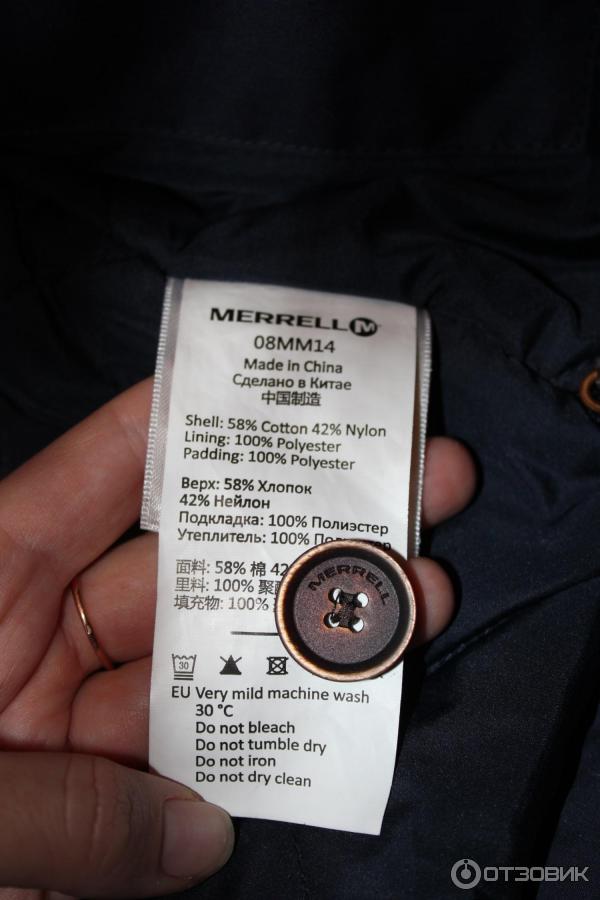 MERRELL M
08MM14
Made in China
Сделано в Китае
中国制造
Shell: 58% Cotton 42% Nylon
Lining: 100% Polyester
Padding: 100% Polyester
Верх: 58% Хлопок
42% Нейлон
Подкладка: 100% Полиэстер
Утеплитель: 100%
面料: 58% 棉 42
里料: 100% 聚
填充物: 100%
MERRELL
30
EU Very mild machine wash
30 °C
Do not bleach
Do not tumble dry
Do not iron
Do not dry clean
ОТЗОВИК